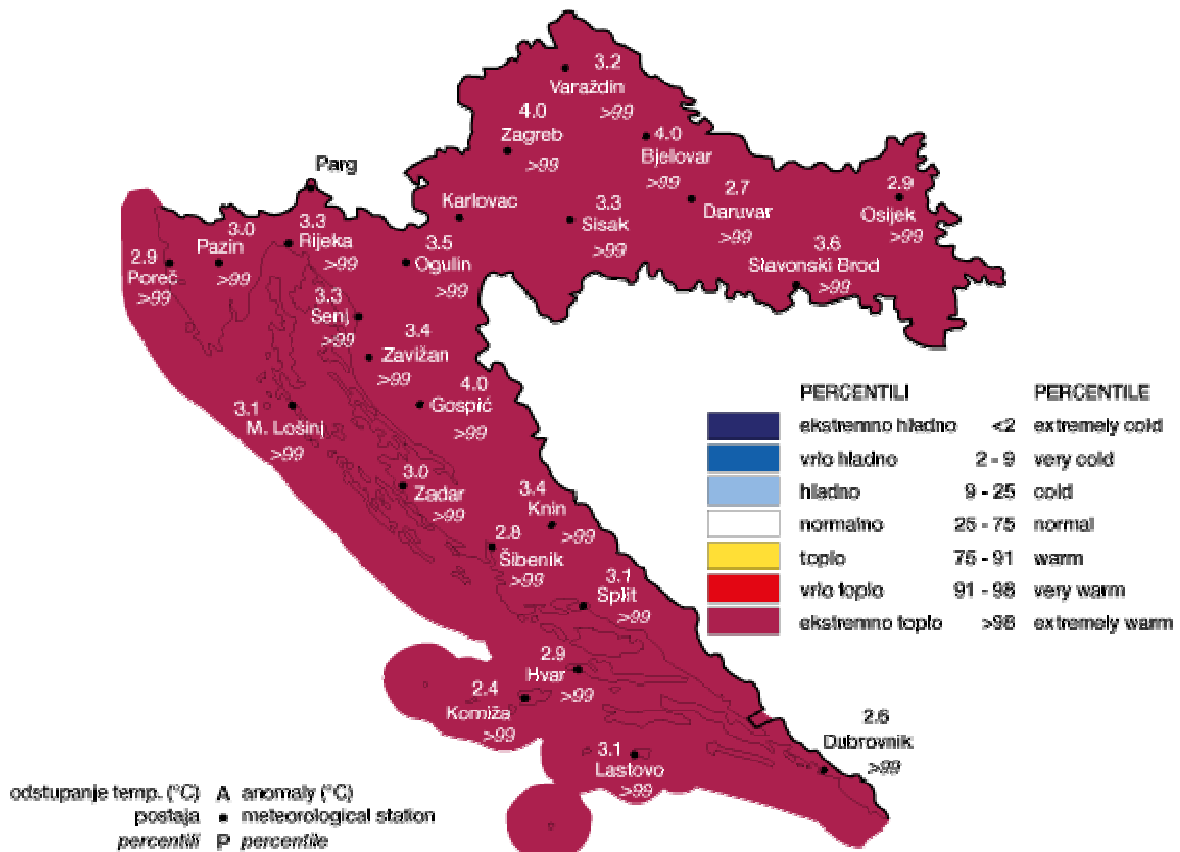 3.2
Varaždin
>99
4.0
Zagreb
>99
4.0
Bjelovar
>99
Parg
Karlovac
3.3
Sisak
>99
2.7
Daruvar
>99
2.9
Osijek
>99
3.6
Slavonski Brod
>99
2.9
Poreč
>99
3.0
Pazin
>99
3.3
Rijeka
>99
3.5
Ogulin
>99
3.3
Senj
>99
3.4
Zavižan
>99
4.0
Gospić
>99
3.1
M. Lošinj
>99
3.0
Zadar
>99
3.4
Knin
>99
2.8
Šibenik
>99
3.1
Split
>99
2.9
Hvar
>99
2.4
Komiža
>99
3.1
Lastovo
>99
2.6
Dubrovnik
>99
PERCENTILI PERCENTILE
ekstremno hladno <2 extremely cold
vrlo hladno 2 - 9 very cold
hladno 9 - 25 cold
normalno 25 - 75 normal
toplo 75 - 91 warm
vrlo toplo 91 - 98 very warm
ekstremno toplo >98 extremely warm
odstupanje temp. (°C) A anomaly (°C)
postaja • meteorological station
percentili P percentile